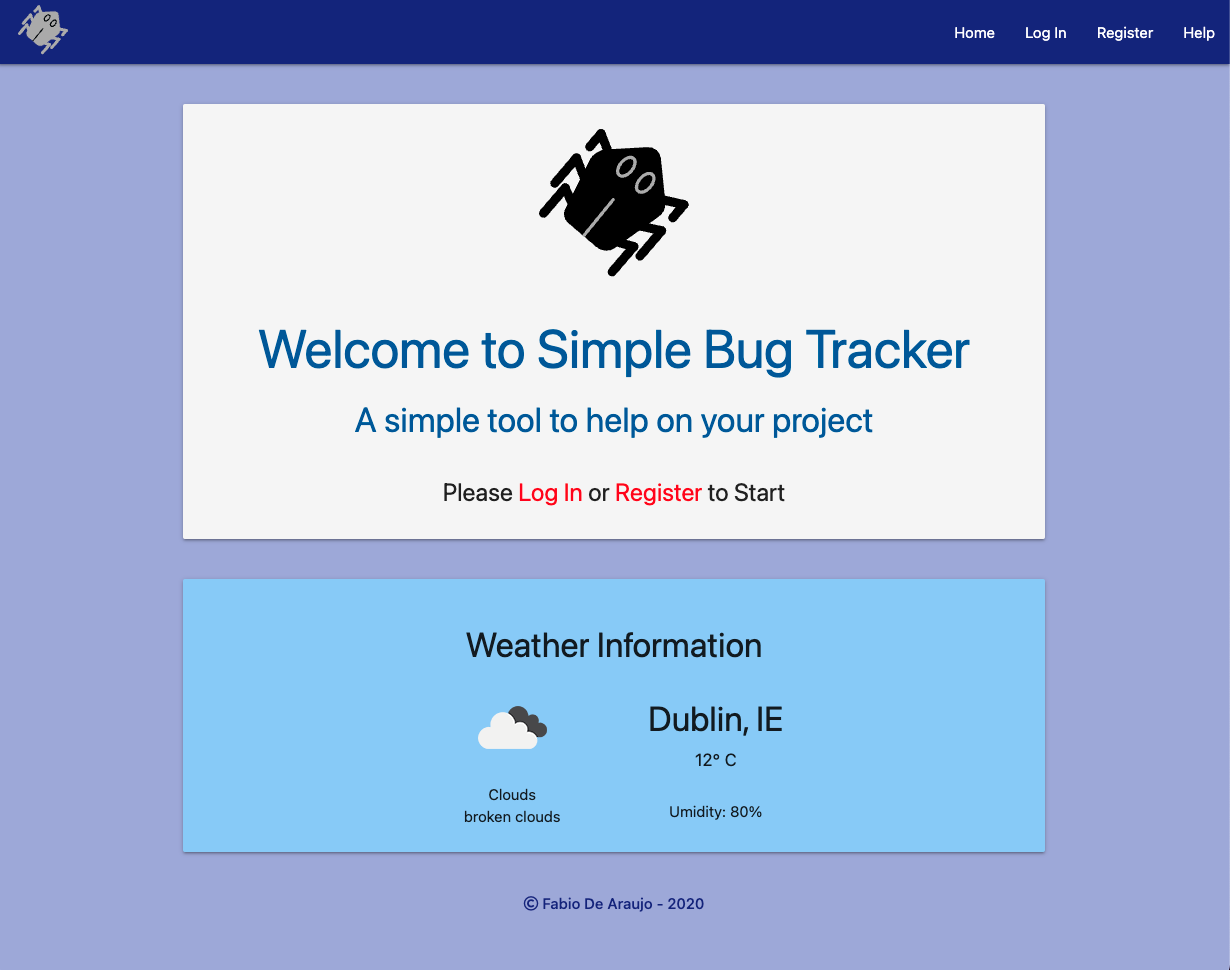 Home Log In Register Help
Welcome to Simple Bug Tracker
A simple tool to help on your project
Please Log In or Register to Start
Weather Information
Dublin, IE
12° C
Clouds
broken clouds
Umidity: 80%
© Fabio De Araujo - 2020